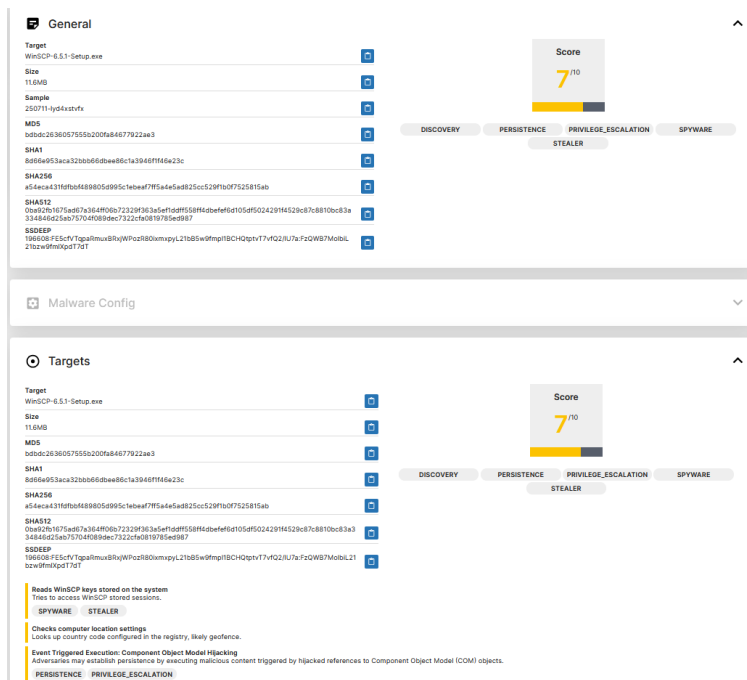 General
Target
WinSCP-6.5.1-Setup.exe
Size
11.6MB
Sample
250711-lyd4xstvfx
MD5
bdbdc2636057555b200fa84677922ae3
SHA1
8d66e953aca32bbb66dbee86c1a3946f1f46e23c
SHA256
a54eca431fdfbbf489805d995c1ebeaf7ff5a4e5ad825cc529f1b0f7525815ab
SHA512
0ba92fb1675ad67a364ff06b72329f363a5ef1ddff558ff4dbefef6d105df5024291f4529c87c8810bc83a
334846d25ab75704f089dec7322cfa0819785ed987
SSDEEP
196608:FE5cfVTqpaRmuxBRxjWPozR80ixmxpyL21bB5w9fmpl1BCHQtptvT7vfQ2/IU7a:FzQWB7MolbiL
21bzw9fmlXpdT7dT
Score
7/10
DISCOVERY PERSISTENCE PRIVILEGE_ESCALATION SPYWARE
STEALER
Malware Config
Targets
Target
WinSCP-6.5.1-Setup.exe
Size
11.6MB
MD5
bdbdc2636057555b200fa84677922ae3
SHA1
8d66e953aca32bbb66dbee86c1a3946f1f46e23c
SHA256
a54eca431fdfbbf489805d995c1ebeaf7ff5a4e5ad825cc529f1b0f7525815ab
SHA512
0ba92fb1675ad67a364ff06b72329f363a5ef1ddff558ff4dbefef6d105df5024291f4529c87c8810bc83a3
34846d25ab75704f089dec7322cfa0819785ed987
SSDEEP
196608:FE5cfVTqpaRmuxBRxjWPozR80ixmxpyL21bB5w9fmpl1BCHQtptvT7vfQ2/IU7a:FzQWB7MolbiL21
bzw9fmlXpdT7dT
Score
7/10
DISCOVERY PERSISTENCE PRIVILEGE_ESCALATION SPYWARE
STEALER
Reads WinSCP keys stored on the system
Tries to access WinSCP stored sessions.
SPYWARE STEALER
Checks computer location settings
Looks up country code configured in the registry, likely geofence.
Event Triggered Execution: Component Object Model Hijacking
Adversaries may establish persistence by executing malicious content triggered by hijacked references to Component Object Model (COM) objects.
PERSISTENCE PRIVILEGE_ESCALATION